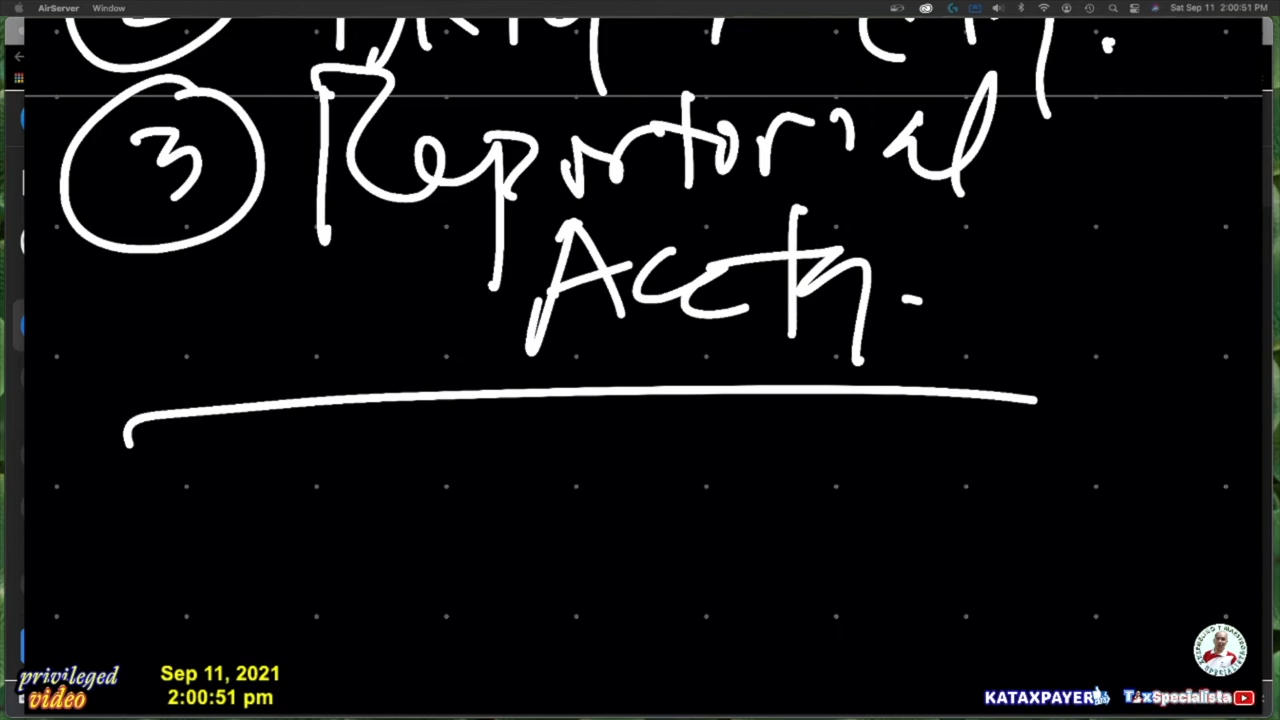 AirServer Window Sat Sep 11 2:00:51 PM
3 Reportorial
Acctg.
privileged
video
Sep 11, 2021
2:00:51 pm
KATAXPAYER TaxSpecialista